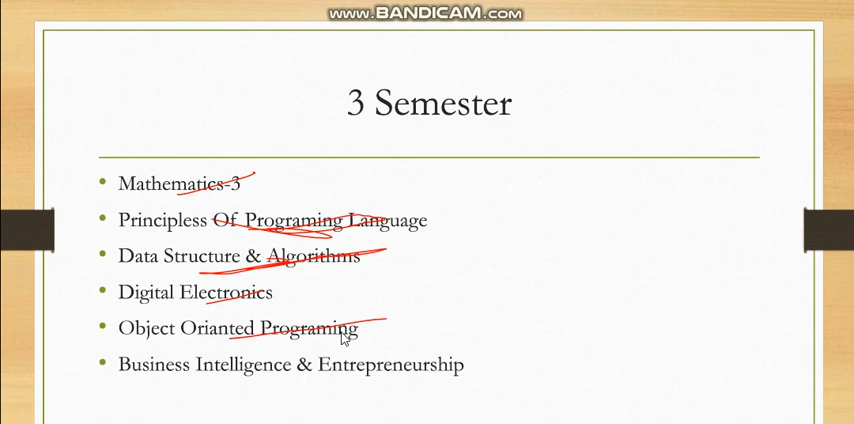 www.BANDICAM.com
3 Semester
• Mathematics-3
• Principless Of Programing Language
• Data Structure & Algorithms
• Digital Electronics
• Object Orianted Programing
• Business Intelligence & Entrepreneurship